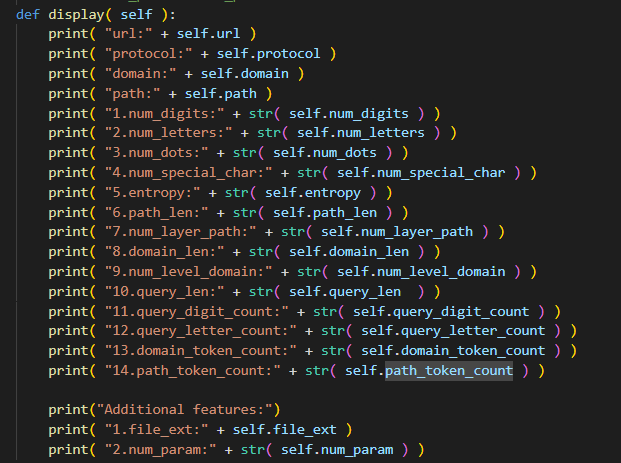 def display( self ):
    print( "url:" + self.url )
    print( "protocol:" + self.protocol )
    print( "domain:" + self.domain )
    print( "path:" + self.path )
    print( "1.num_digits:" + str( self.num_digits ) )
    print( "2.num_letters:" + str( self.num_letters ) )
    print( "3.num_dots:" + str( self.num_dots ) )
    print( "4.num_special_char:" + str( self.num_special_char ) )
    print( "5.entropy:" + str( self.entropy ) )
    print( "6.path_len:" + str( self.path_len ) )
    print( "7.num_layer_path:" + str( self.num_layer_path ) )
    print( "8.domain_len:" + str( self.domain_len ) )
    print( "9.num_level_domain:" + str( self.num_level_domain ) )
    print( "10.query_len:" + str( self.query_len  ) )
    print( "11.query_digit_count:" + str( self.query_digit_count ) )
    print( "12.query_letter_count:" + str( self.query_letter_count ) )
    print( "13.domain_token_count:" + str( self.domain_token_count ) )
    print( "14.path_token_count:" + str( self.path_token_count ) )

    print("Additional features:")
    print( "1.file_ext:" + self.file_ext )
    print( "2.num_param:" + str( self.num_param ) )